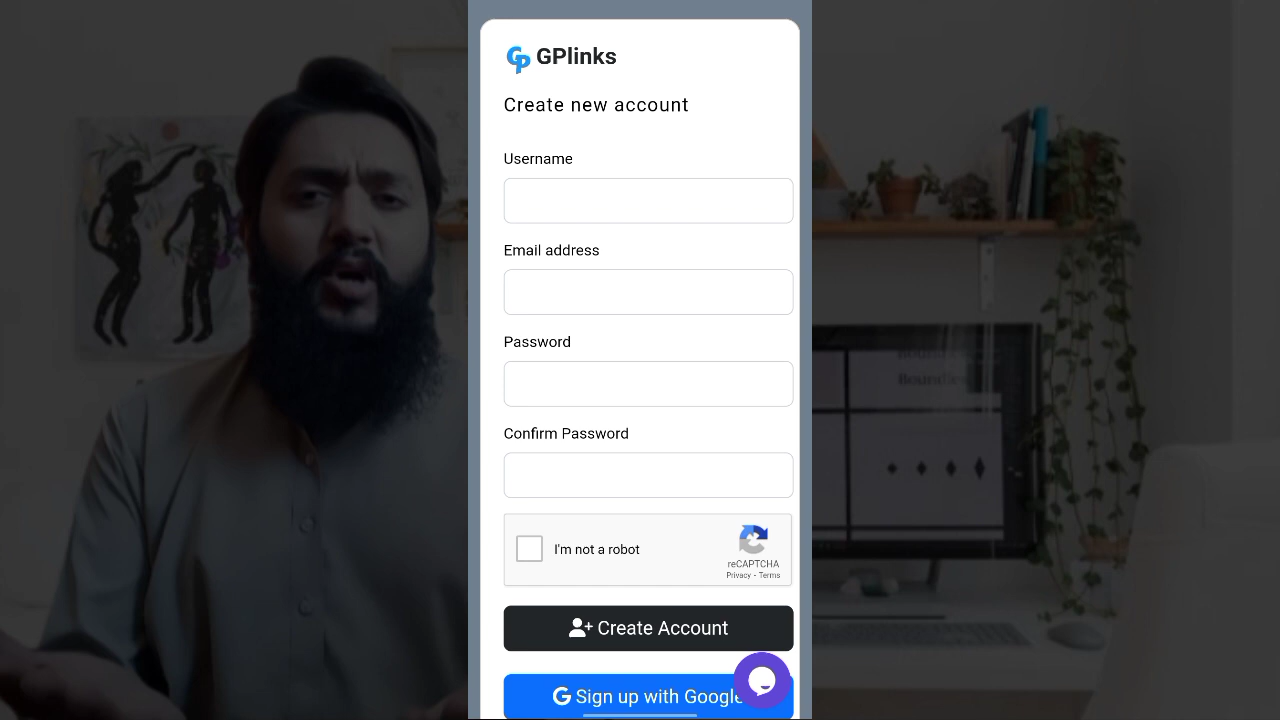 GPlinks
Create new account
Username
Email address
Password
Confirm Password
I'm not a robot
reCAPTCHA
Privacy - Terms
Create Account
Sign up with Google